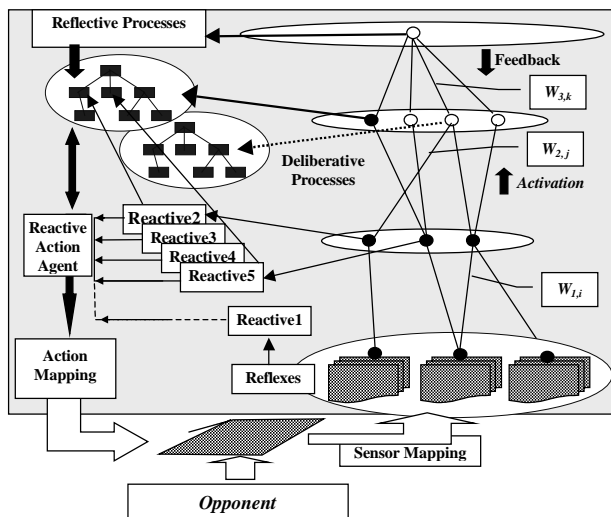 Reflective Processes
Feedback
W3,k
W2,j
Deliberative
Processes
Activation
Reactive2
Reactive3
Reactive4
Reactive5
Reactive
Action
Agent
W1,i
Reactive1
Action
Mapping
Reflexes
Sensor Mapping
Opponent